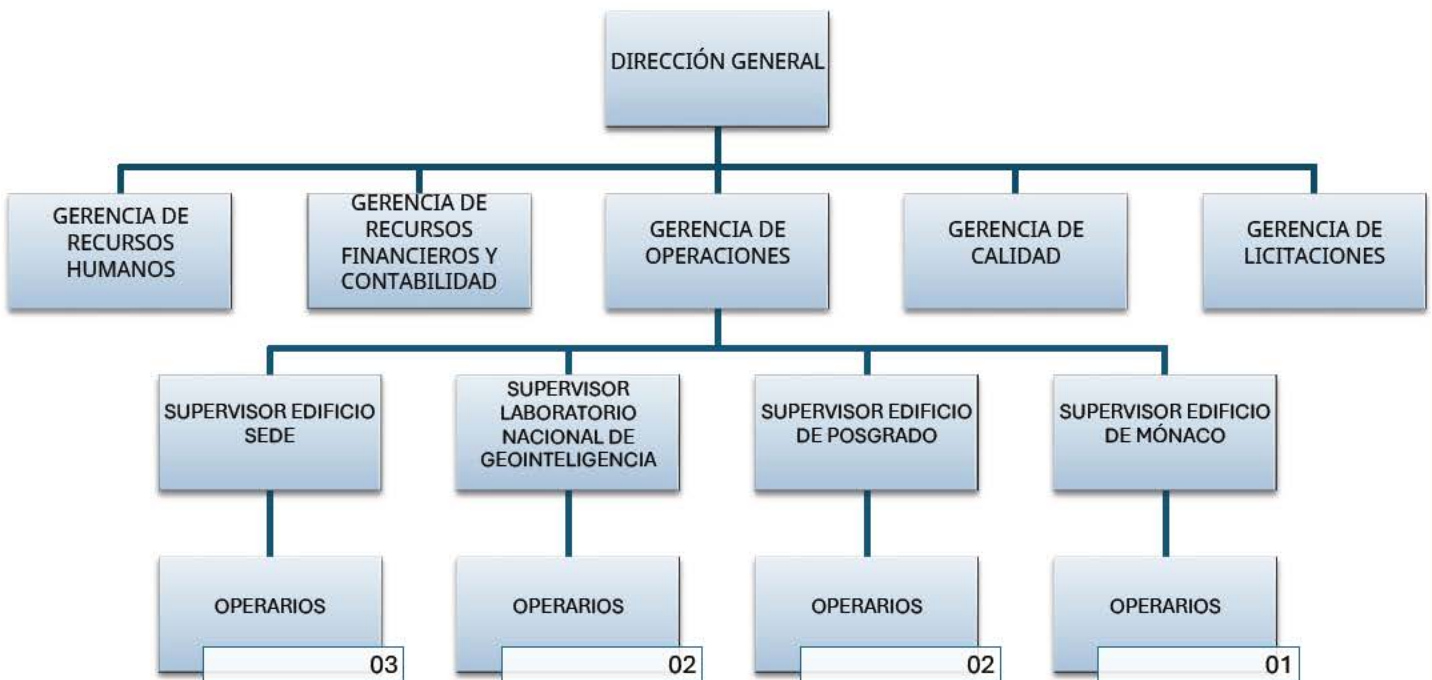 DIRECCIÓN GENERAL
GERENCIA DE
RECURSOS
HUMANOS
GERENCIA DE
RECURSOS
FINANCIEROS Y
CONTABILIDAD
GERENCIA DE
OPERACIONES
GERENCIA DE
CALIDAD
GERENCIA DE
LICITACIONES
SUPERVISOR EDIFICIO
SEDE
SUPERVISOR
LABORATORIO
NACIONAL DE
GEOINTELIGENCIA
SUPERVISOR EDIFICIO
DE POSGRADO
SUPERVISOR EDIFICIO
DE MÓNACO
OPERARIOS
03
OPERARIOS
02
OPERARIOS
02
OPERARIOS
01